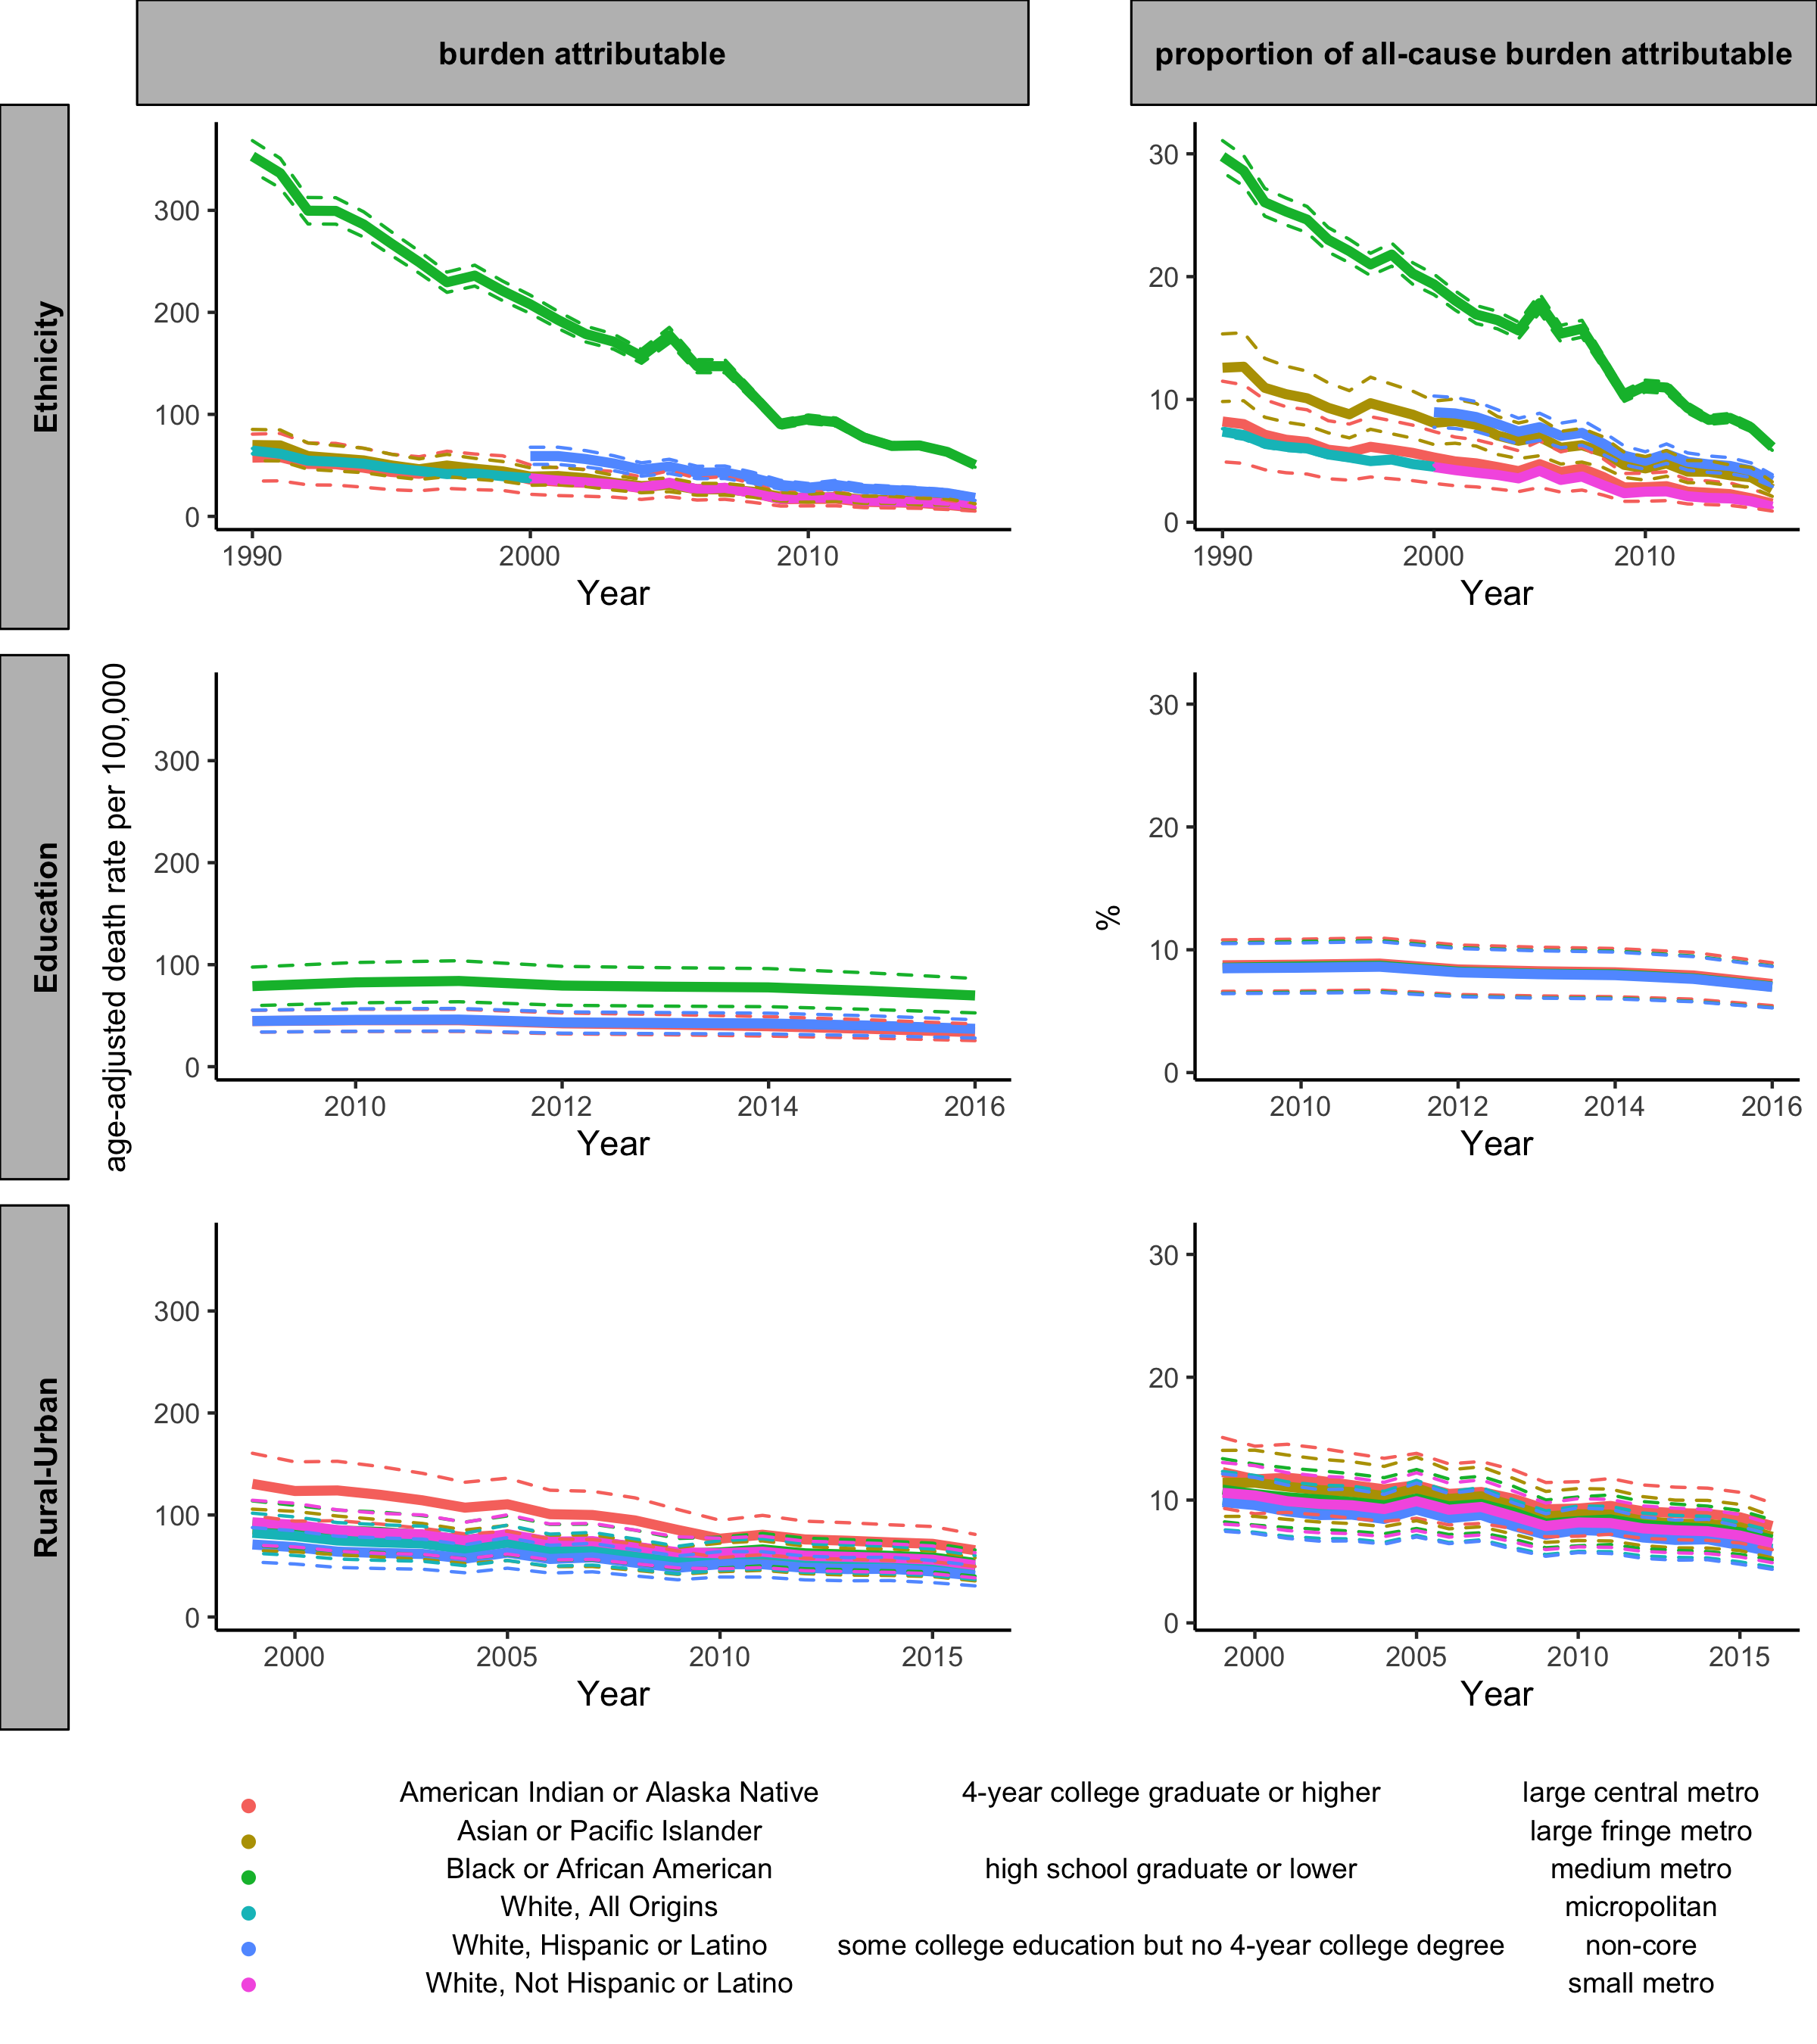 burden attributable
proportion of all-cause burden attributable
Ethnicity
300
200
100
0
1990
2000
2010
Year
30
20
10
0
1990
2000
2010
Year
Education
age-adjusted death rate per 100,000
300
200
100
0
2010
2012
2014
2016
Year
%
30
20
10
0
2010
2012
2014
2016
Year
Rural-Urban
300
200
100
0
2000
2005
2010
2015
Year
30
20
10
0
2000
2005
2010
2015
Year
American Indian or Alaska Native
4-year college graduate or higher
large central metro
Asian or Pacific Islander
large fringe metro
Black or African American
high school graduate or lower
medium metro
White, All Origins
micropolitan
White, Hispanic or Latino
some college education but no 4-year college degree
non-core
White, Not Hispanic or Latino
small metro